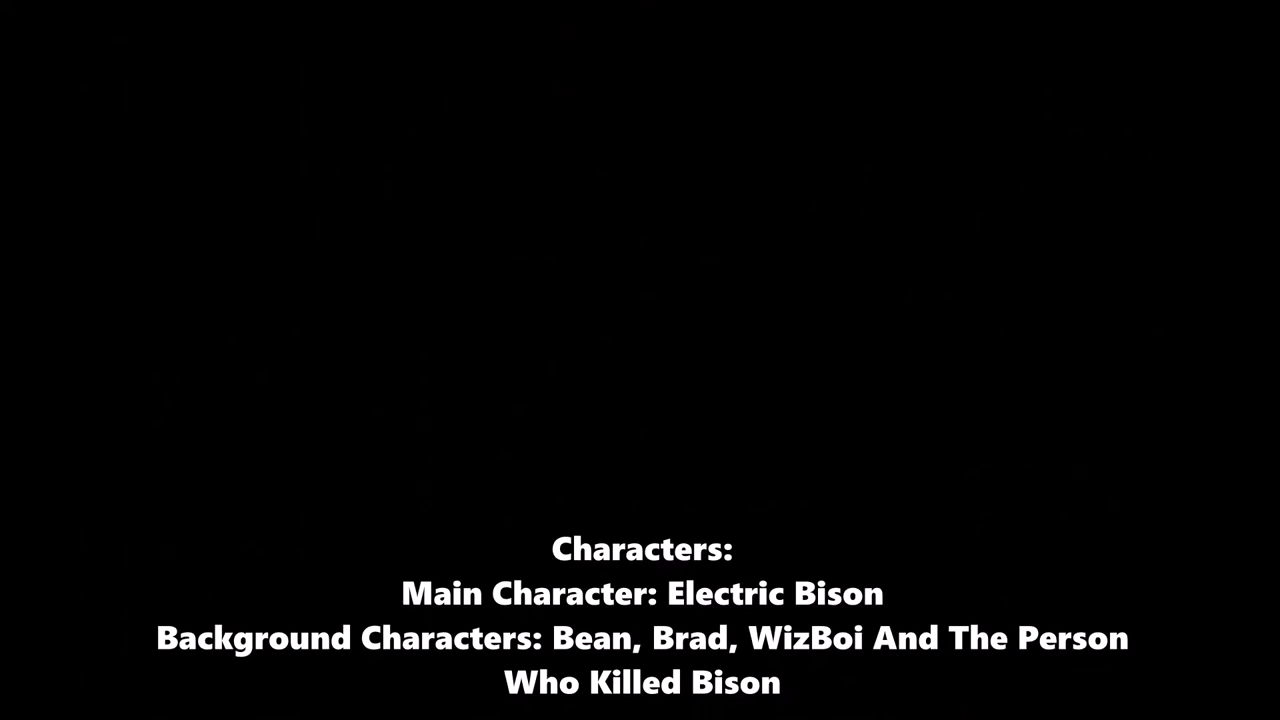 Characters:
Main Character: Electric Bison
Background Characters: Bean, Brad, WizBoi And The Person
Who Killed Bison